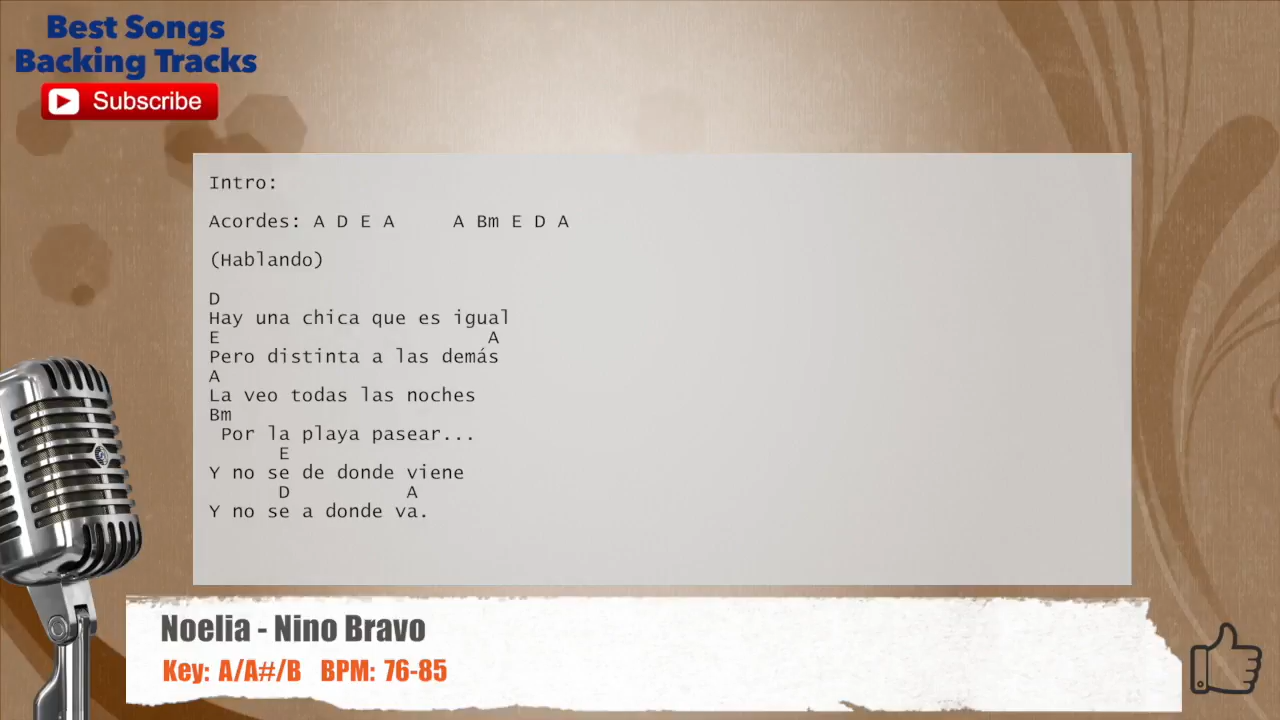 Best Songs
Backing Tracks
Subscribe
Intro:
Acordes: A D E A     A Bm E D A
(Hablando)
D
Hay una chica que es igual
E                       A
Pero distinta a las demás
A
La veo todas las noches
Bm
 Por la playa pasear...
      E
Y no se de donde viene
      D          A
Y no se a donde va.
Noelia - Nino Bravo
Key: A/A#/B   BPM: 76-85